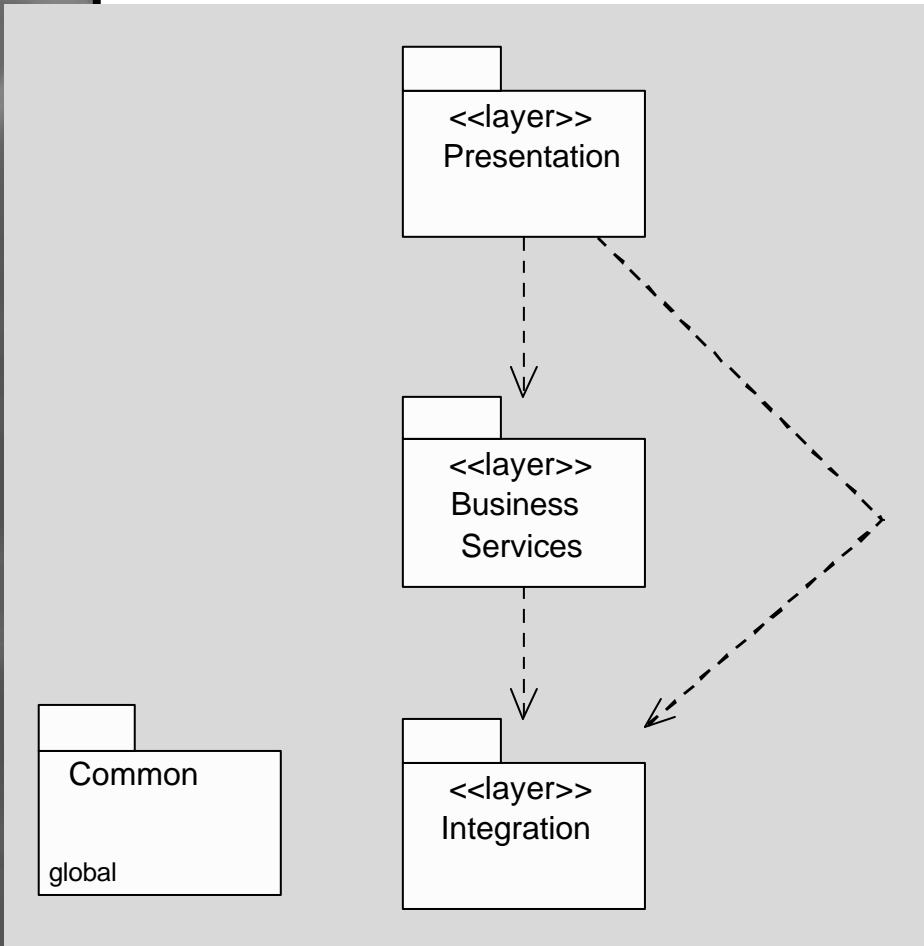 <<layer>>
Presentation
<<layer>>
Business
Services
Common
global
<<layer>>
Integration